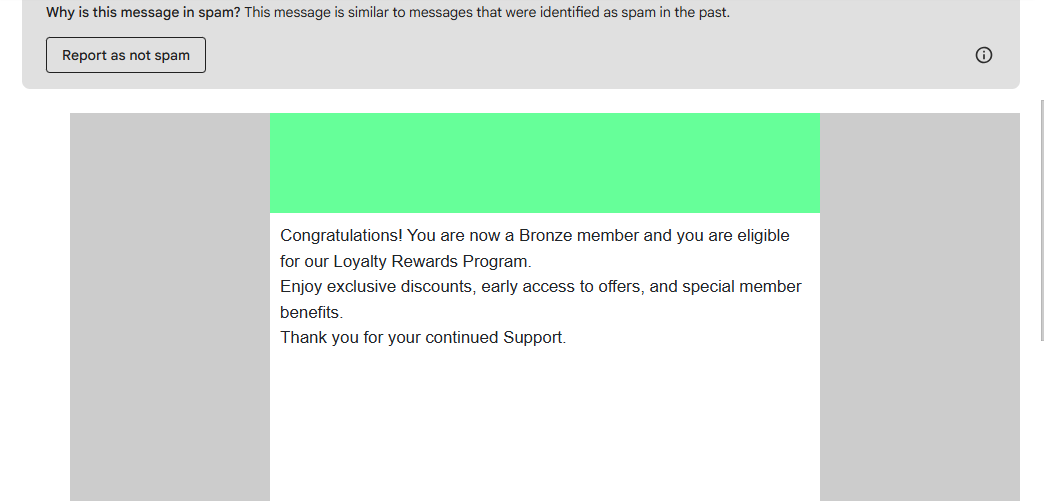 Why is this message in spam? This message is similar to messages that were identified as spam in the past.
Report as not spam
Congratulations! You are now a Bronze member and you are eligible
for our Loyalty Rewards Program.
Enjoy exclusive discounts, early access to offers, and special member
benefits.
Thank you for your continued Support.